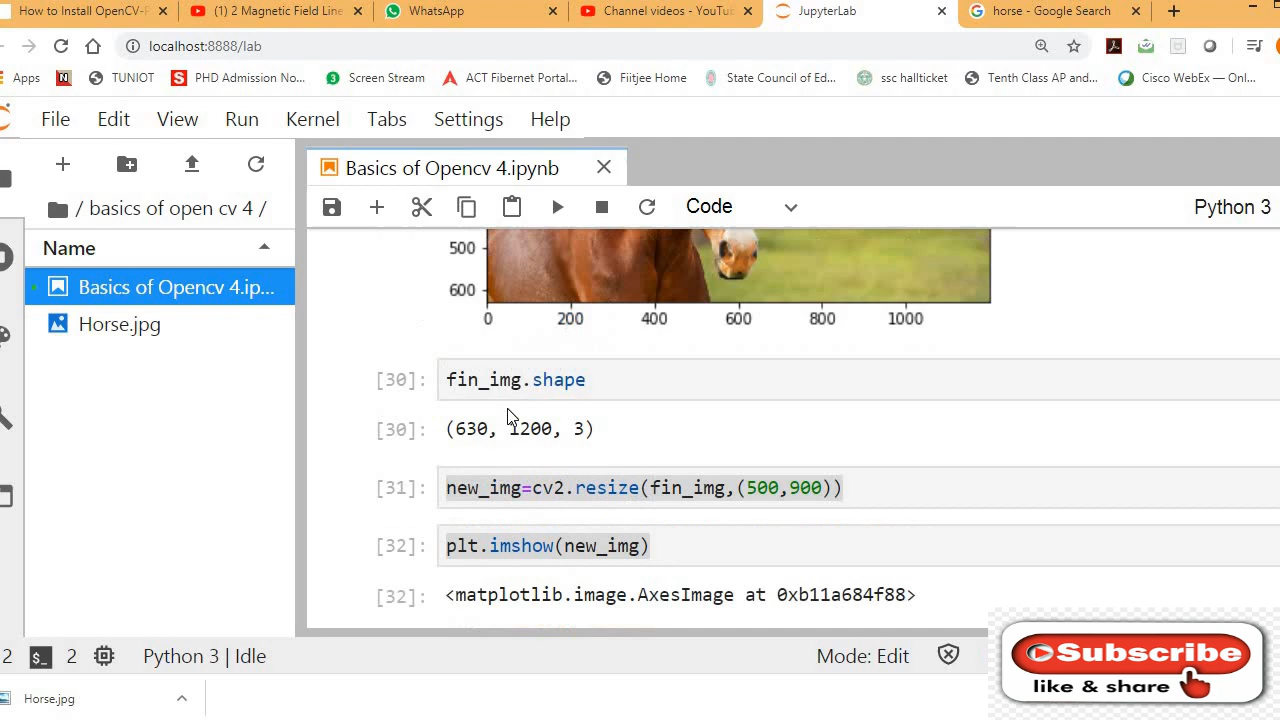 How to Install OpenCV-P
(1) 2 Magnetic Field Line
WhatsApp
Channel videos - YouTu
JupyterLab
horse - Google Search
localhost:8888/lab
Apps
N
TUNIOT
S PHD Admission No...
3 Screen Stream
ACT Fibernet Portal...
Fiitjee Home
State Council of Ed...
ssc hallticket
Tenth Class AP and...
Cisco WebEx — Onl...
File Edit View Run Kernel Tabs Settings Help
Basics of Opencv 4.ipynb
/ basics of open cv 4 /
Code
Python 3
Name
Basics of Opencv 4.ip...
Horse.jpg
500
600
0 200 400 600 800 1000
[30]: fin_img.shape
[30]: (630, 1200, 3)
[31]: new_img=cv2.resize(fin_img,(500,900))
[32]: plt.imshow(new_img)
[32]: <matplotlib.image.AxesImage at 0xb11a684f88>
2 $_ 2 Python 3 | Idle Mode: Edit
Subscribe
like & share
Horse.jpg